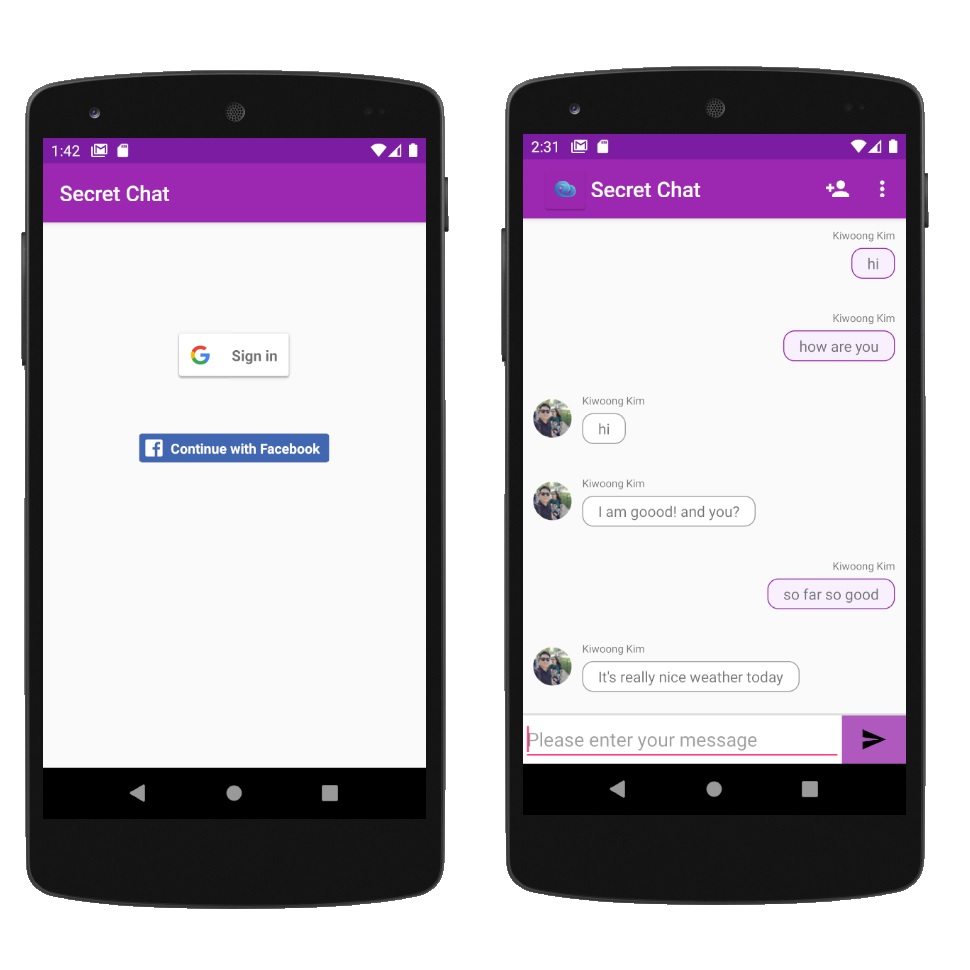 1:42
Secret Chat
Sign in
Continue with Facebook
2:31
Secret Chat
Kiwoong Kim
hi
Kiwoong Kim
how are you
Kiwoong Kim
hi
Kiwoong Kim
I am goood! and you?
Kiwoong Kim
so far so good
Kiwoong Kim
It's really nice weather today
Please enter your message